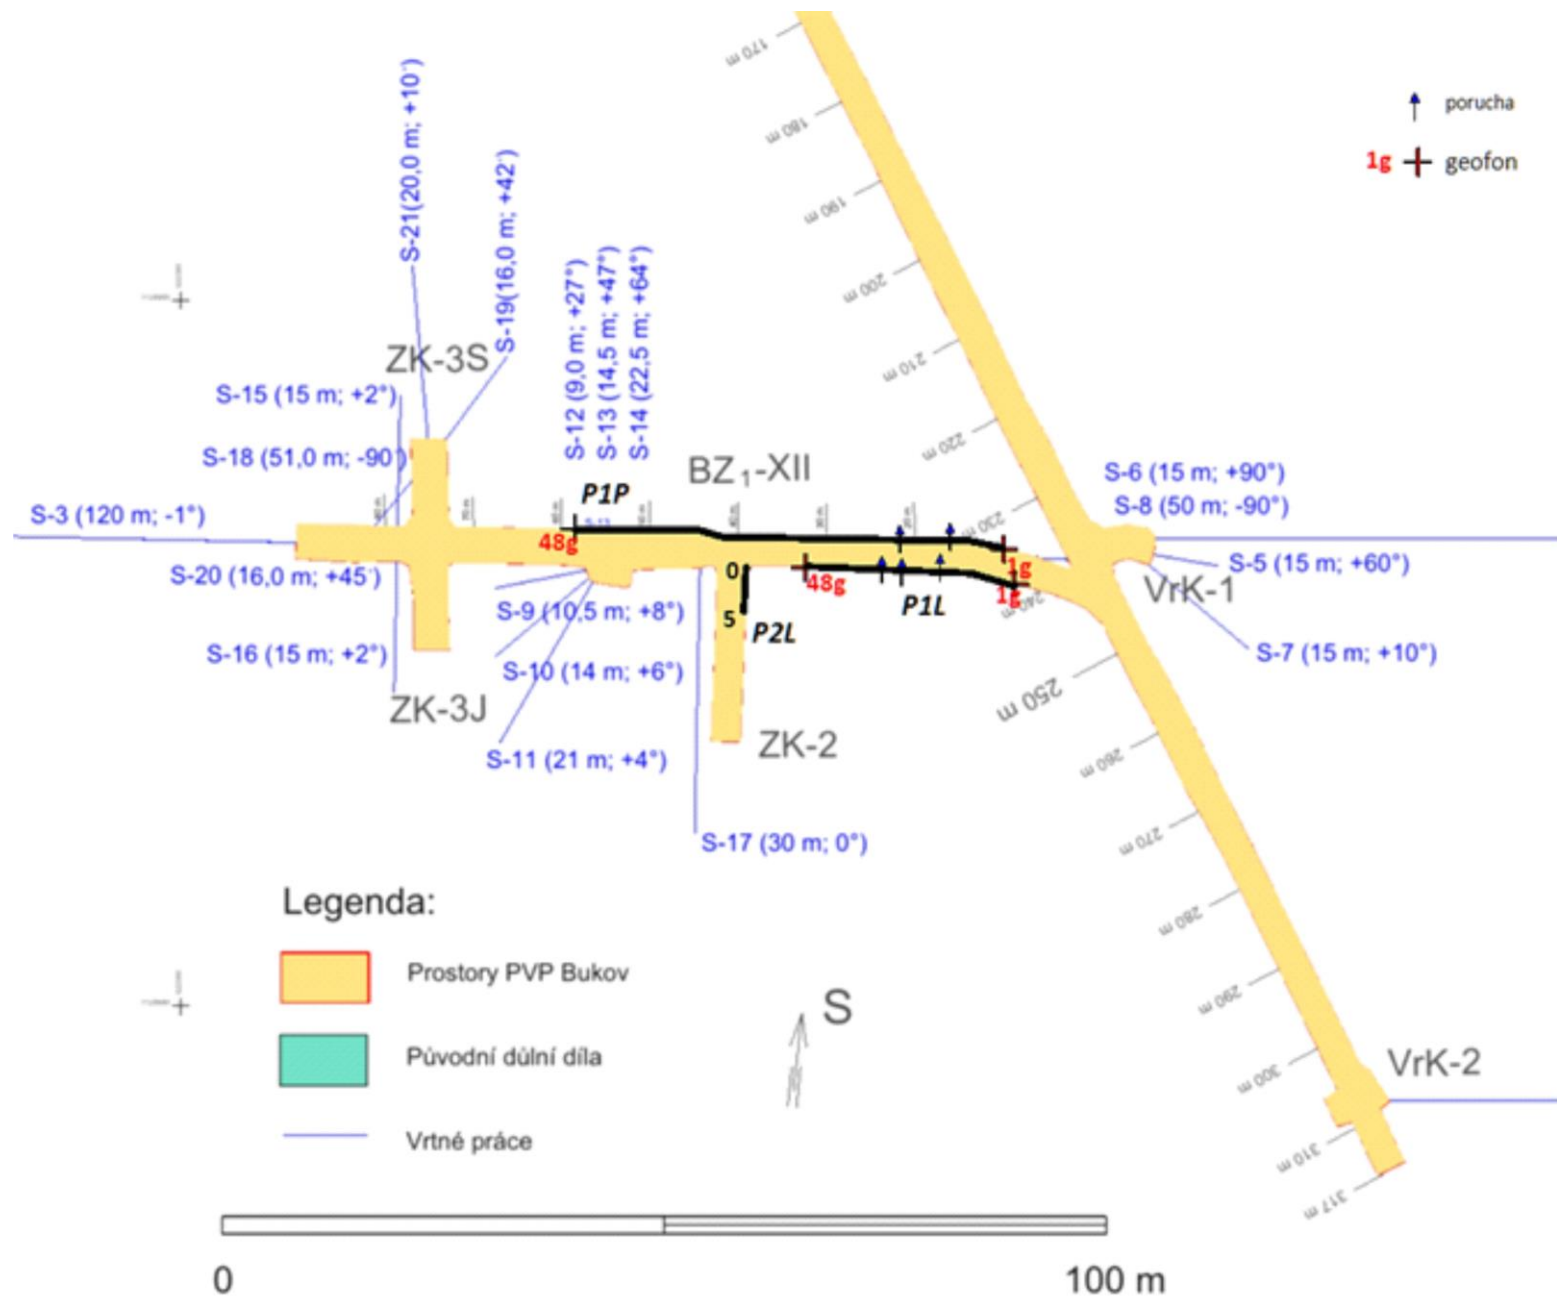 170 m
180 m
190 m
200 m
210 m
220 m
230 m
240 m
250 m
260 m
270 m
280 m
290 m
300 m
310 m
317 m
porucha
1g geofon
S-21(20,0 m; +10°)
S-19(16,0 m; +42°)
S-12 (9,0 m; +27°)
S-13 (14,5 m; +47°)
S-14 (22,5 m; +64°)
ZK-3S
S-15 (15 m; +2°)
S-18 (51,0 m; -90°)
S-3 (120 m; -1°)
S-20 (16,0 m; +45°)
S-16 (15 m; +2°)
ZK-3J
BZ1-XII
P1P
48g
1g
48g
1g
P1L
0
5
P2L
S-9 (10,5 m; +8°)
S-10 (14 m; +6°)
S-11 (21 m; +4°)
ZK-2
S-17 (30 m; 0°)
S-6 (15 m; +90°)
S-8 (50 m; -90°)
S-5 (15 m; +60°)
VrK-1
S-7 (15 m; +10°)
VrK-2
Legenda:
Prostory PVP Bukov
Původní důlní díla
Vrtné práce
S
0 100 m